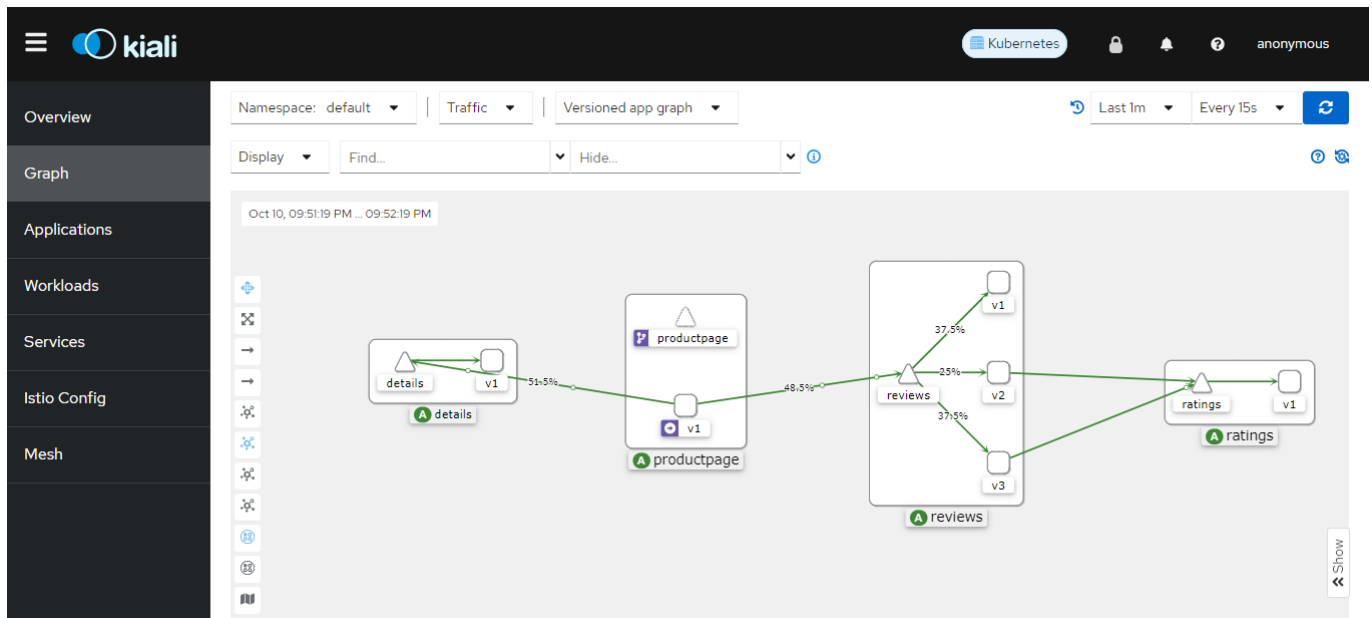 kiali
Kubernetes
anonymous
Overview
Graph
Applications
Workloads
Services
Istio Config
Mesh
Namespace: default
Traffic
Versioned app graph
Last 1m
Every 15s
Display
Find...
Hide...
Oct 10, 09:51:19 PM ... 09:52:19 PM
details
v1
A details
51.5%
productpage
v1
A productpage
48.5%
reviews
37.5%
25%
37.5%
v1
v2
v3
A reviews
ratings
v1
A ratings
Show